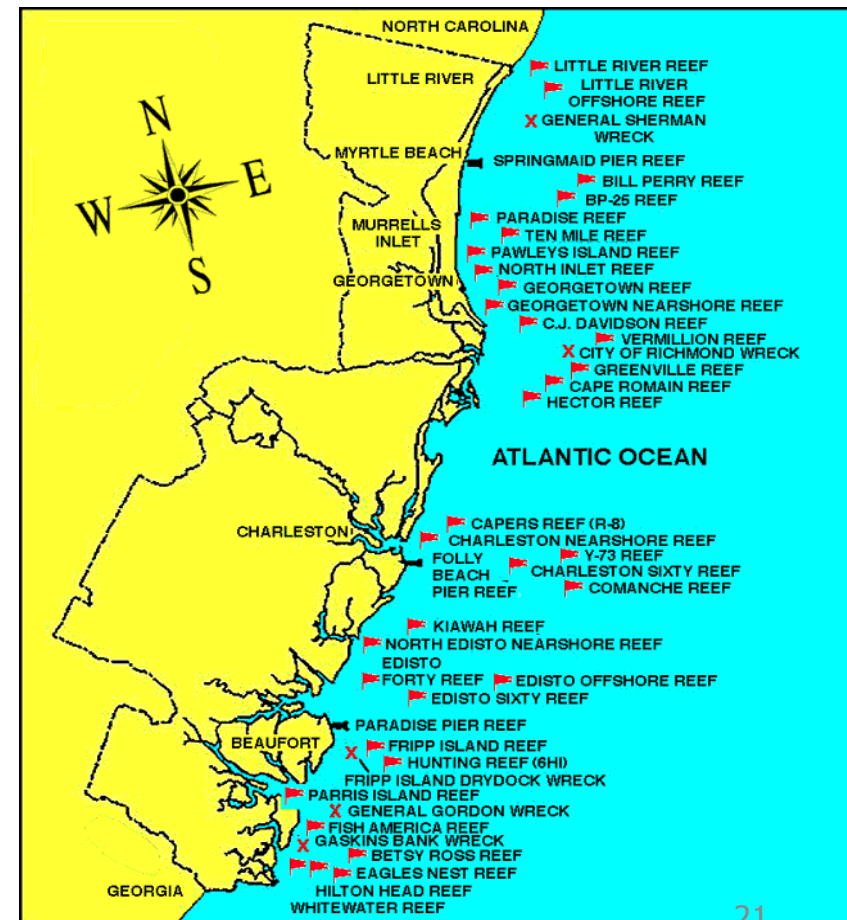 NORTH CAROLINA
LITTLE RIVER
LITTLE RIVER REEF
LITTLE RIVER
OFFSHORE REEF
X GENERAL SHERMAN
WRECK
N
W
E
S
MYRTLE BEACH
SPRINGMAID PIER REEF
BILL PERRY REEF
BP-25 REEF
PARADISE REEF
MURRELLS
INLET
TEN MILE REEF
PAWLEYS ISLAND REEF
NORTH INLET REEF
GEORGETOWN
GEORGETOWN REEF
GEORGETOWN NEARSHORE REEF
C.J. DAVIDSON REEF
VERMILLION REEF
X CITY OF RICHMOND WRECK
GREENVILLE REEF
CAPE ROMAIN REEF
HECTOR REEF
ATLANTIC OCEAN
CAPERS REEF (R-8)
CHARLESTON
CHARLESTON NEARSHORE REEF
Y-73 REEF
FOLLY
BEACH
PIER REEF
CHARLESTON SIXTY REEF
COMANCHE REEF
KIAWAH REEF
NORTH EDISTO NEARSHORE REEF
EDISTO
FORTY REEF
EDISTO OFFSHORE REEF
EDISTO SIXTY REEF
PARADISE PIER REEF
BEAUFORT
FRIPP ISLAND REEF
X
HUNTING REEF (6HI)
FRIPP ISLAND DRYDOCK WRECK
PARRIS ISLAND REEF
X GENERAL GORDON WRECK
FISH AMERICA REEF
X GASKINS BANK WRECK
BETSY ROSS REEF
EAGLES NEST REEF
GEORGIA
HILTON HEAD REEF
WHITEWATER REEF
21